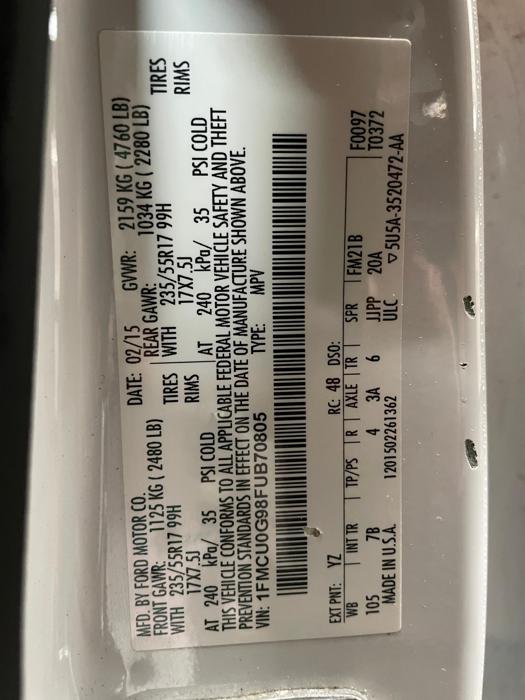 MFD. BY FORD MOTOR CO.
DATE: 02/15 GVWR: 2159 KG ( 4760 LB)
FRONT GAWR: 1125 KG ( 2480 LB) REAR GAWR: 1034 KG ( 2280 LB)
WITH 235/55R17 99H TIRES WITH 235/55R17 99H TIRES
17X7.5J RIMS 17X7.5J RIMS
AT 240 kPa/ 35 PSI COLD AT 240 kPa/ 35 PSI COLD
THIS VEHICLE CONFORMS TO ALL APPLICABLE FEDERAL MOTOR VEHICLE SAFETY AND THEFT
PREVENTION STANDARDS IN EFFECT ON THE DATE OF MANUFACTURE SHOWN ABOVE.
VIN: 1FMCU0G98FUB70805 TYPE: MPV
EXT PNT: YZ RC: 48 DSO: F0097
WB INT TR TP/PS R AXLE TR SPR FM21B T0372
105 7B 4 3A 6 JJPP 20A
MADE IN U.S.A. 1201502261362 ULC ▽5U5A-3520472-AA